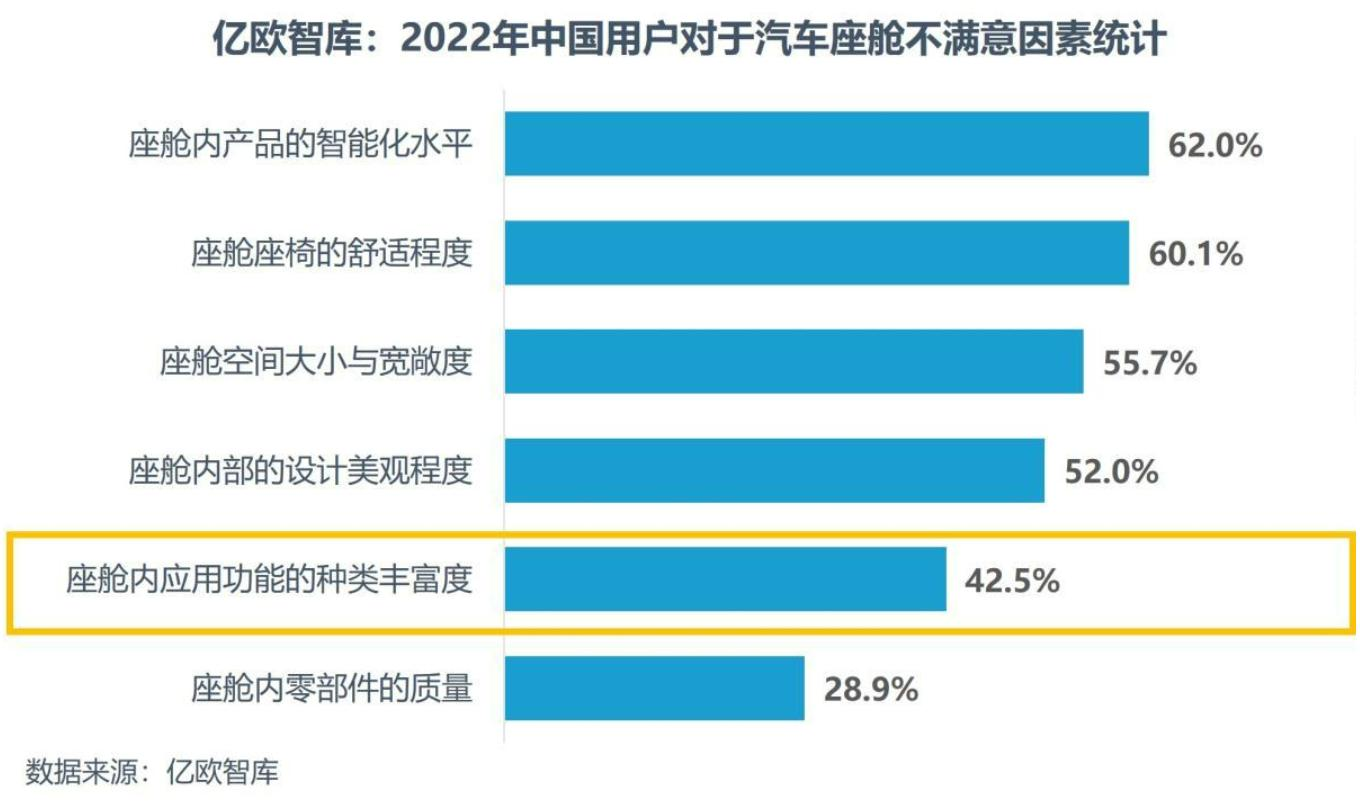 亿欧智库：2022年中国用户对于汽车座舱不满意因素统计
座舱内产品的智能化水平 62.0%
座舱座椅的舒适程度 60.1%
座舱空间大小与宽敞度 55.7%
座舱内部的设计美观程度 52.0%
座舱内应用功能的种类丰富度 42.5%
座舱内零部件的质量 28.9%
数据来源：亿欧智库